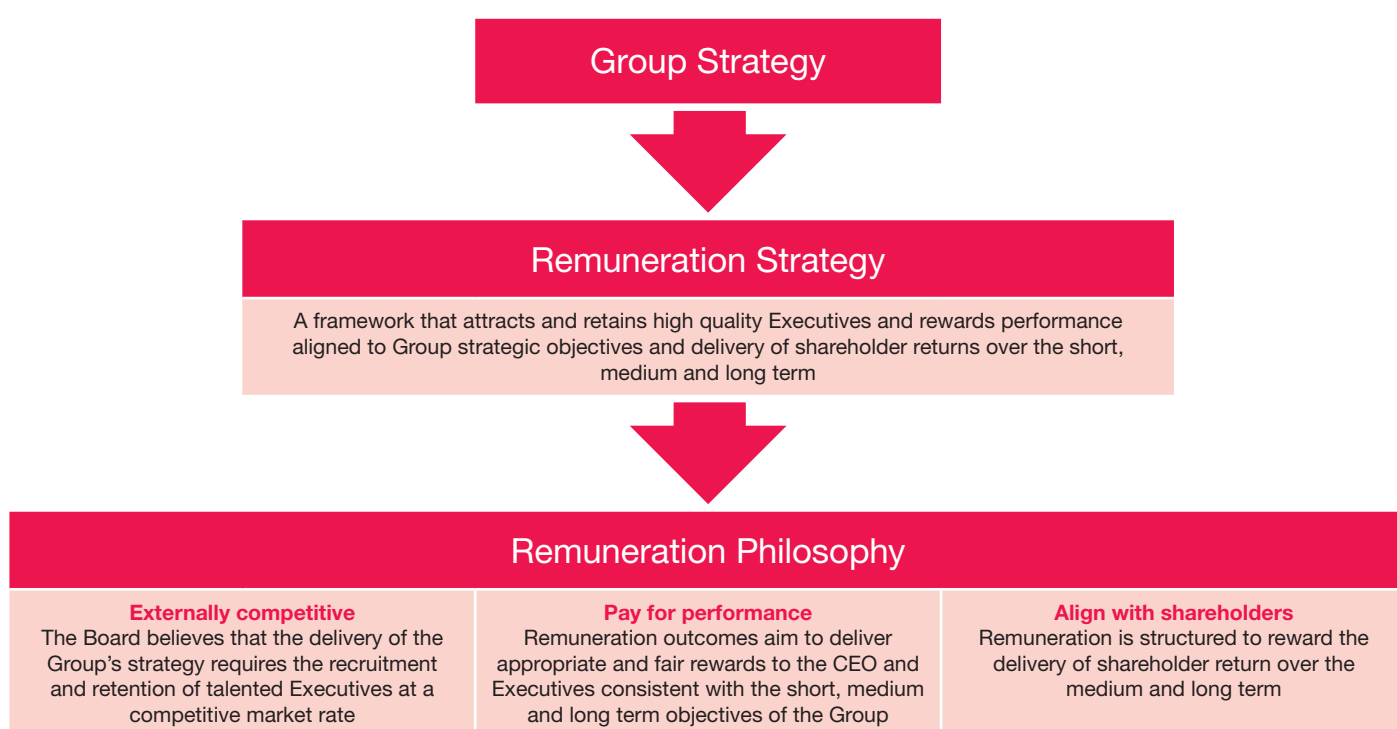 Group Strategy
Remuneration Strategy
A framework that attracts and retains high quality Executives and rewards performance
aligned to Group strategic objectives and delivery of shareholder returns over the short,
medium and long term
Remuneration Philosophy
Externally competitive
The Board believes that the delivery of the
Group’s strategy requires the recruitment
and retention of talented Executives at a
competitive market rate
Pay for performance
Remuneration outcomes aim to deliver
appropriate and fair rewards to the CEO and
Executives consistent with the short, medium
and long term objectives of the Group
Align with shareholders
Remuneration is structured to reward the
delivery of shareholder return over the
medium and long term